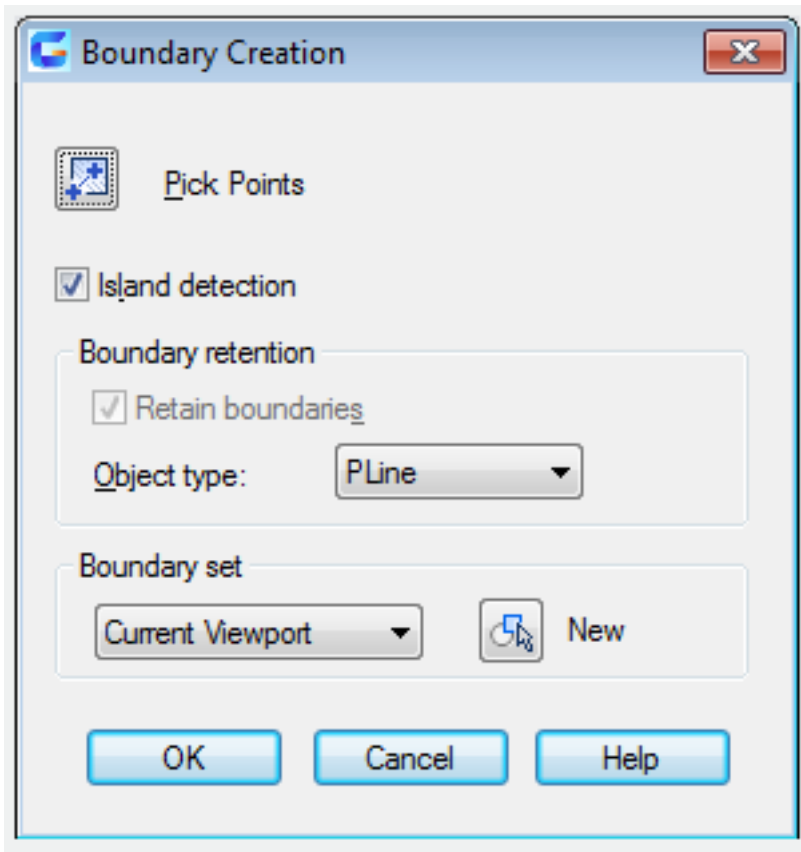 Boundary Creation
Pick Points
Island detection
Boundary retention
Retain boundaries
Object type: PLine
Boundary set
Current Viewport New
OK Cancel Help